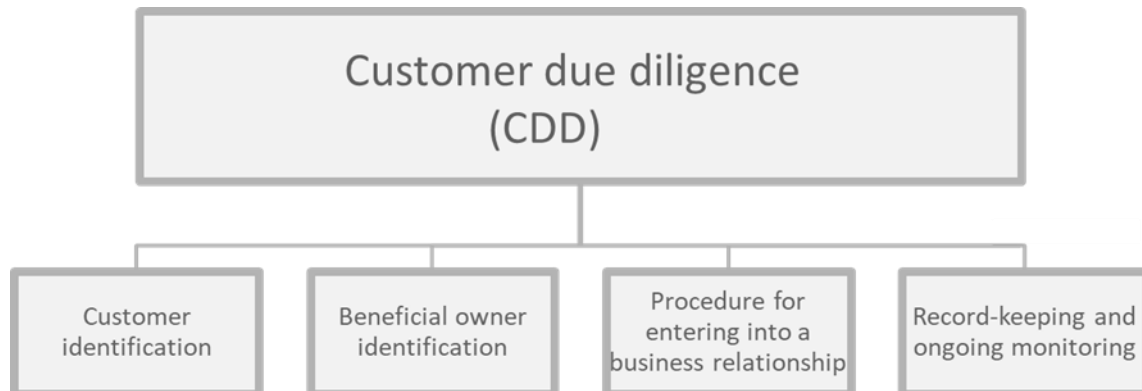 Customer due diligence
(CDD)
Customer
identification
Beneficial owner
identification
Procedure for
entering into a
business relationship
Record-keeping and
ongoing monitoring